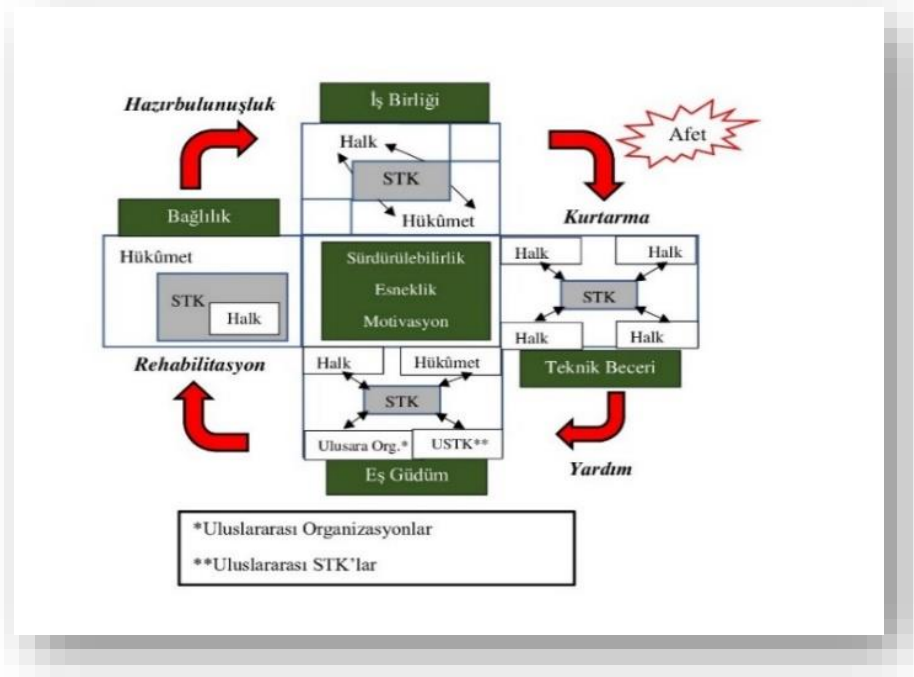 Hazırbulunuşluk
İş Birliği
Halk
STK
Hükûmet
Afet
Kurtarma
Bağlılık
Hükûmet
STK
Halk
Sürdürülebilirlik
Esneklik
Motivasyon
Halk
Halk
STK
Halk
Halk
Teknik Beceri
Rehabilitasyon
Halk
Hükûmet
STK
Ulusara Org.*
USTK**
Eş Güdüm
Yardım
*Uluslararası Organizasyonlar
**Uluslararası STK’lar